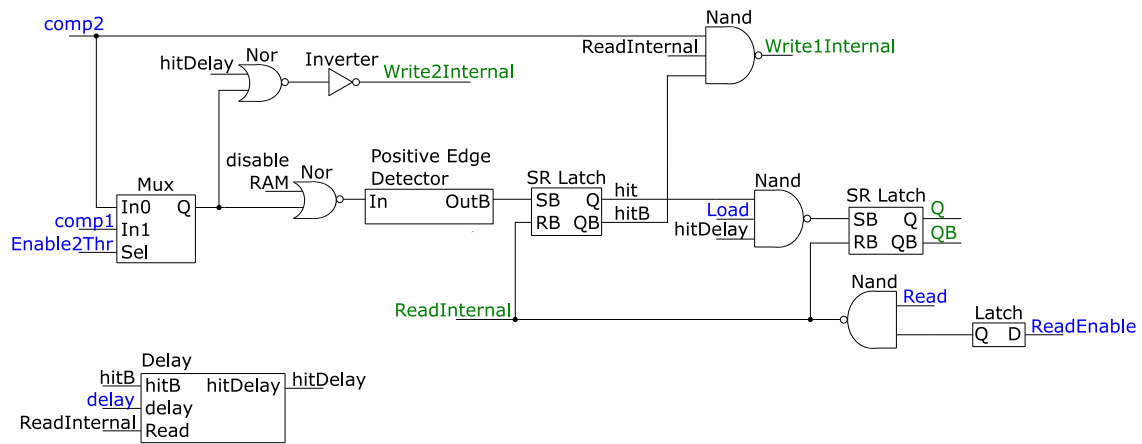 comp2
Nand
ReadInternal
Write1Internal
hitDelay
Nor
Inverter
Write2Internal
disable
RAM
Nor
Positive Edge
Detector
In
OutB
Mux
In0
Q
In1
Sel
comp1
Enable2Thr
SR Latch
SB
Q
RB
QB
hit
hitB
Nand
Load
hitDelay
SR Latch
SB
Q
RB
QB
Q
QB
ReadInternal
Nand
Read
Latch
Q
D
ReadEnable
Delay
hitB
hitB
hitDelay
hitDelay
delay
delay
ReadInternal
Read